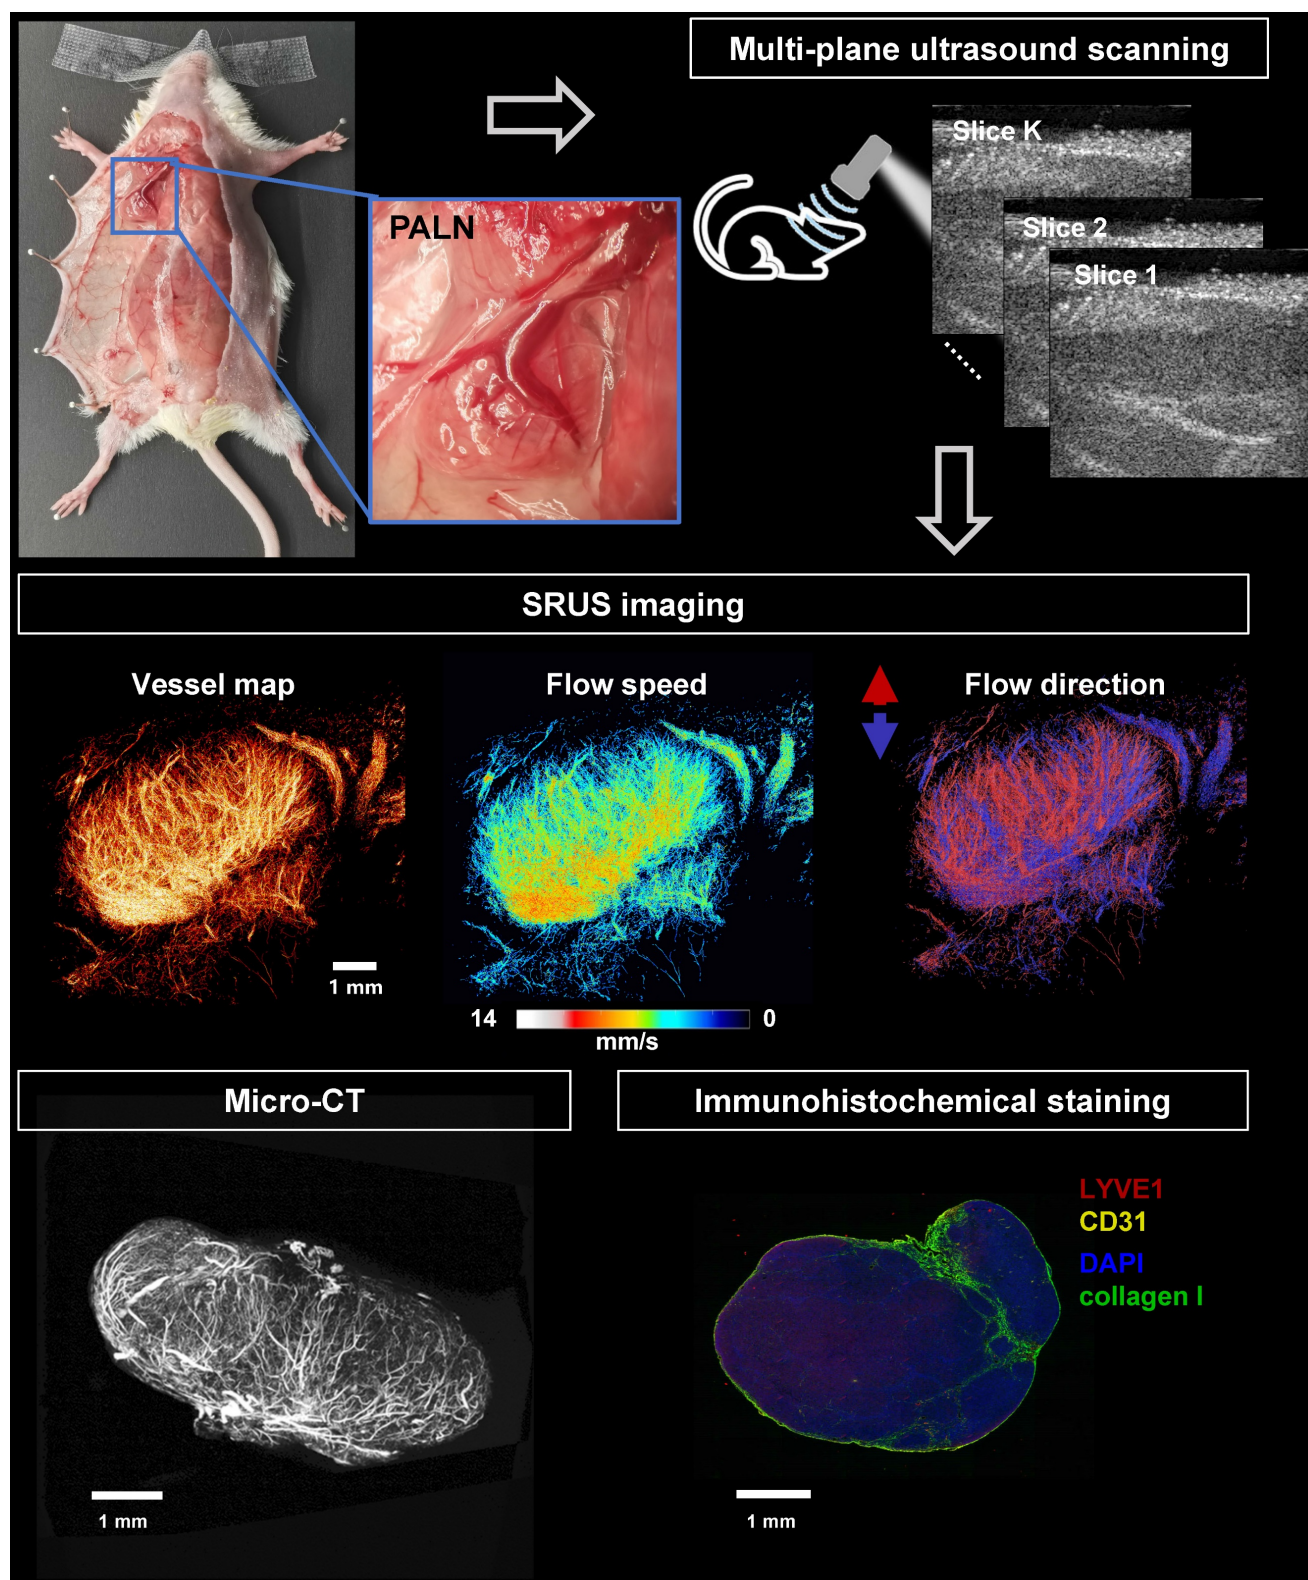 Multi-plane ultrasound scanning
PALN
Slice K
Slice 2
Slice 1
SRUS imaging
Vessel map
Flow speed
Flow direction
1 mm
14
0
mm/s
Micro-CT
Immunohistochemical staining
LYVE1
CD31
DAPI
collagen I
1 mm
1 mm